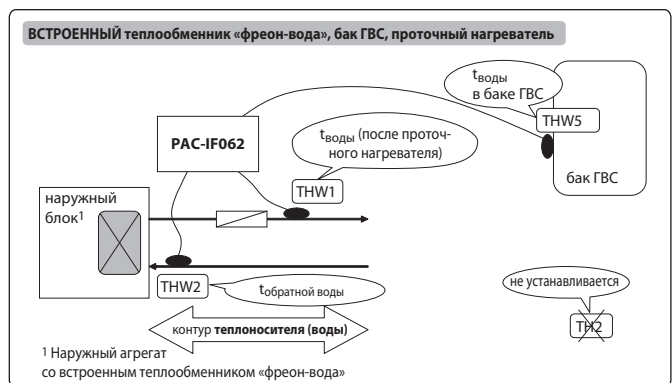 ВСТРОЕННЫЙ теплообменник «фреон-вода», бак ГВС, проточный нагреватель
tводы
в баке ГВС
THW5
бак ГВС
PAC-IF062
tводы (после проточ-
ного нагревателя)
THW1
наружный
блок1
THW2
tобратной воды
не устанавливается
TH2
контур теплоносителя (воды)
1 Наружный агрегат
со встроенным теплообменником «фреон-вода»